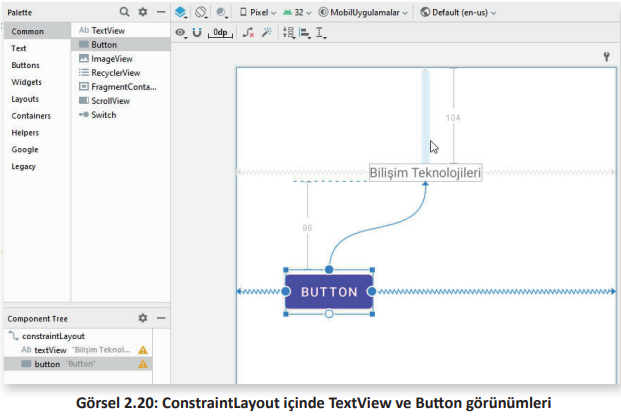 Palette
Common
Text
Buttons
Widgets
Layouts
Containers
Helpers
Google
Legacy
Ab TextView
Button
ImageView
RecyclerView
FragmentConta...
ScrollView
Switch
Pixel
32
MobilUygulamalar
Default (en-us)
0dp
104
Bilişim Teknolojileri
96
BUTTON
Component Tree
constraintLayout
Ab textView "Bilişim Teknol...
button "Button"
Görsel 2.20: ConstraintLayout içinde TextView ve Button görünümleri